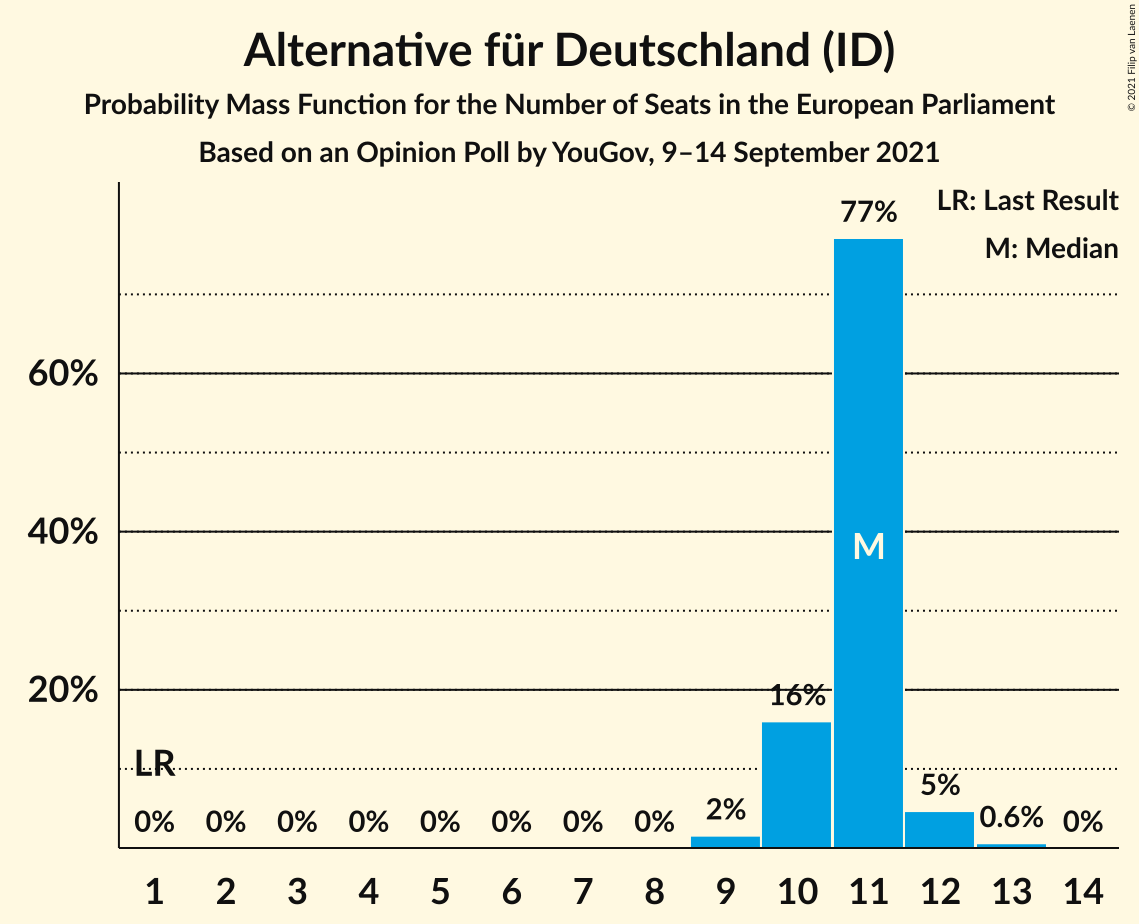 Alternative für Deutschland (ID)
Probability Mass Function for the Number of Seats in the European Parliament
Based on an Opinion Poll by YouGov, 9–14 September 2021
© 2021 Filip van Laenen
LR: Last Result
M: Median
77%
60%
40%
M
20%
16%
LR
0% 0% 0% 0% 0% 0% 0% 0% 2% 5% 0.6% 0%
1 2 3 4 5 6 7 8 9 10 11 12 13 14